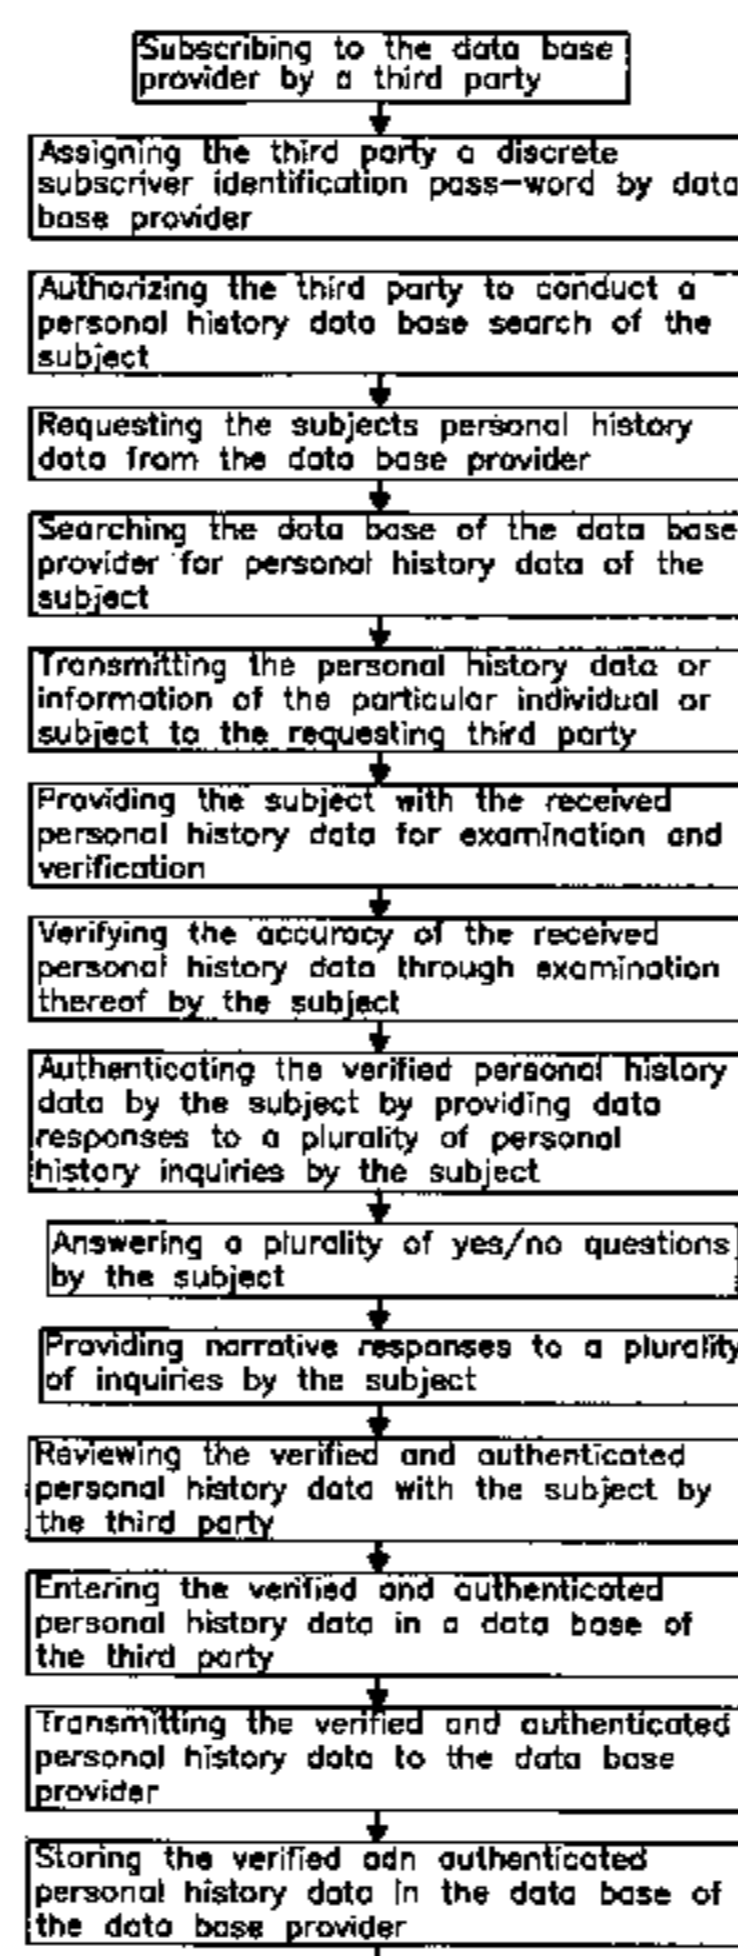 Subscribing to the data base
provider by a third party
Assigning the third party a discrete
subscriver identification pass-word by data
base provider
Authorizing the third party to conduct a
personal history data base search of the
subject
Requesting the subjects personal history
data from the data base provider
Searching the data base of the data base
provider for personal history data of the
subject
Transmitting the personal history data or
information of the particular individual or
subject to the requesting third party
Providing the subject with the received
personal history data for examination and
verification
Verifying the accuracy of the received
personal history data through examination
thereof by the subject
Authenticating the verified personal history
data by the subject by providing data
responses to a plurality of personal
history inquiries by the subject
Answering a plurality of yes/no questions
by the subject
Providing narrative responses to a plurality
of inquiries by the subject
Reviewing the verified and authenticated
personal history data with the subject by
the third party
Entering the verified and authenticated
personal history data in a data base of
the third party
Transmitting the verified and authenticated
personal history data to the data base
provider
Storing the verified adn authenticated
personal history data in the data base of
the data base provider